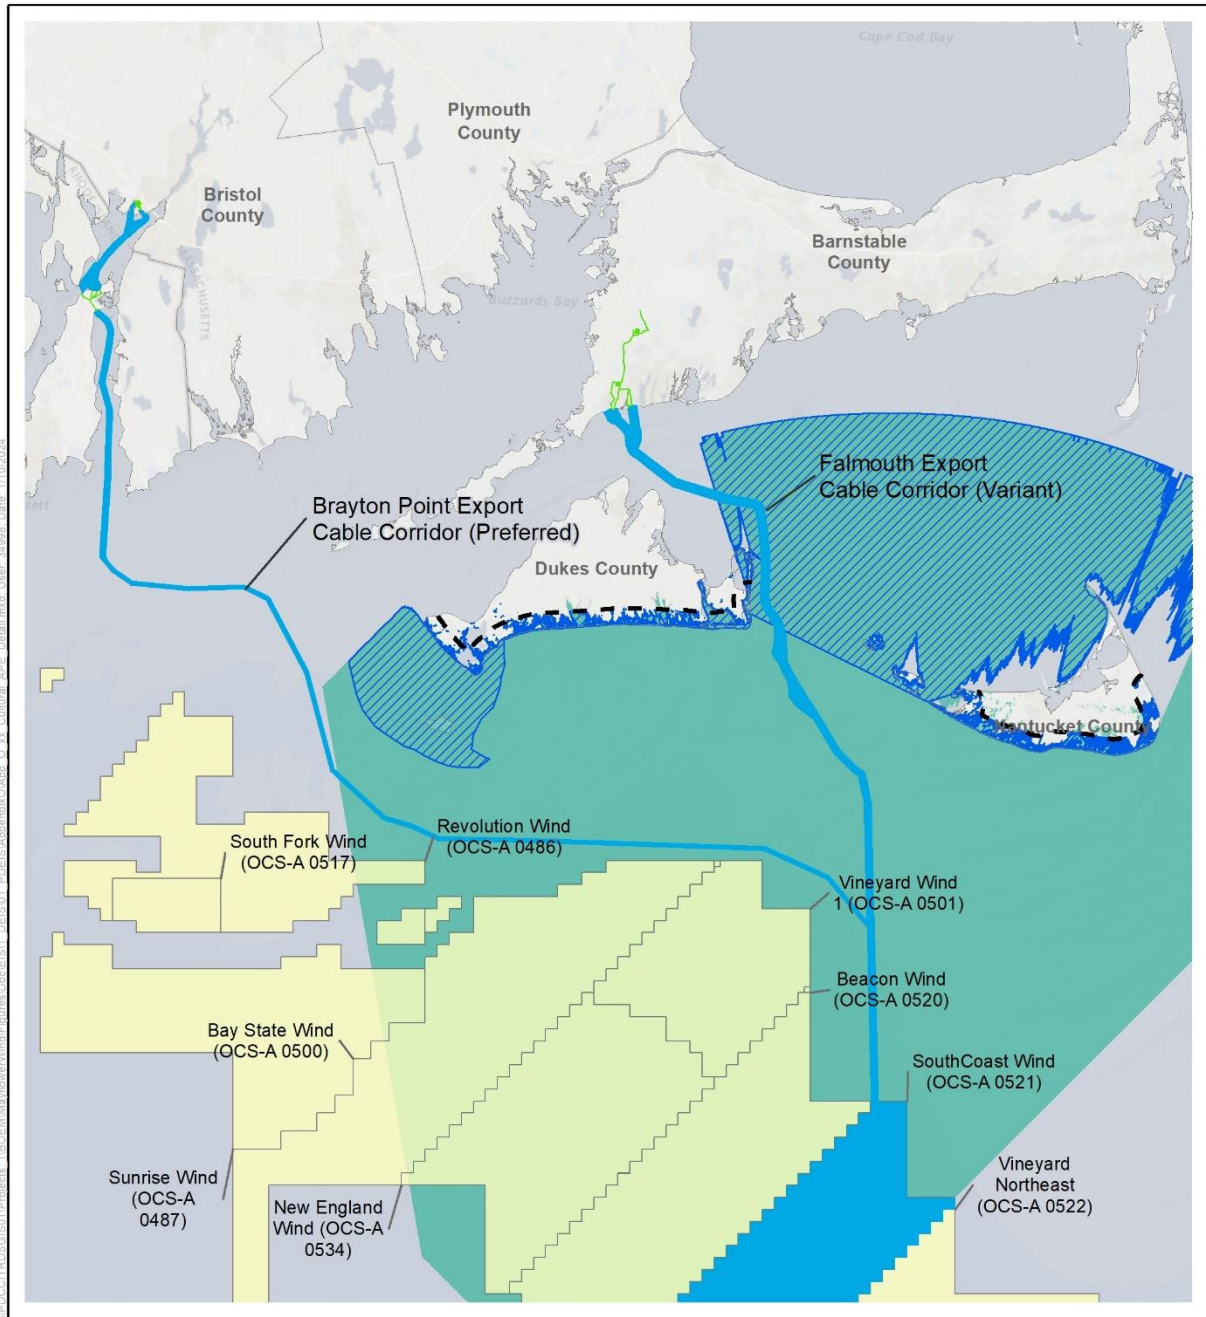 Cape Cod Bay
Plymouth
County
Bristol
County
MASSACHUSETTS
Barnstable
County
Buzzards Bay
Falmouth Export
Cable Corridor (Variant)
Brayton Point Export
Cable Corridor (Preferred)
Dukes County
Nantucket County
Revolution Wind
(OCS-A 0486)
South Fork Wind
(OCS-A 0517)
Vineyard Wind
1 (OCS-A 0501)
Beacon Wind
(OCS-A 0520)
Bay State Wind
(OCS-A 0500)
SouthCoast Wind
(OCS-A 0521)
Sunrise Wind
(OCS-A
0487)
New England
Wind (OCS-A
0534)
Vineyard
Northeast
(OCS-A 0522)